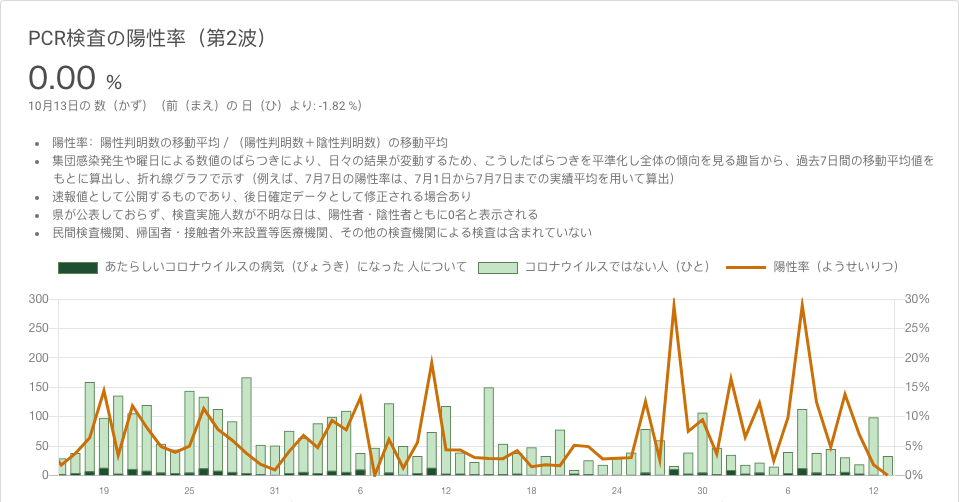 PCR検査の陽性率（第2波）
0.00 %
10月13日の 数（かず）（前（まえ）の 日（ひ）より: -1.82 %）
• 陽性率：陽性判明数の移動平均 / （陽性判明数＋陰性判明数）の移動平均
• 集団感染発生や曜日による数値のばらつきにより、日々の結果が変動するため、こうしたばらつきを平準化し全体の傾向を見る趣旨から、過去7日間の移動平均値を
もとに算出し、折れ線グラフで示す（例えば、7月7日の陽性率は、7月1日から7月7日までの実績平均を用いて算出）
• 速報値として公開するものであり、後日確定データとして修正される場合あり
• 県が公表しておらず、検査実施人数が不明な日は、陽性者・陰性者ともに0名と表示される
• 民間検査機関、帰国者・接触者外来設置等医療機関、その他の検査機関による検査は含まれていない
あたらしいコロナウイルスの病気（びょうき）になった 人について コロナウイルスではない人（ひと） 陽性率（ようせいりつ）
300 30%
250 25%
200 20%
150 15%
100 10%
50 5%
0 0%
19 25 31 6 12 18 24 30 6 12